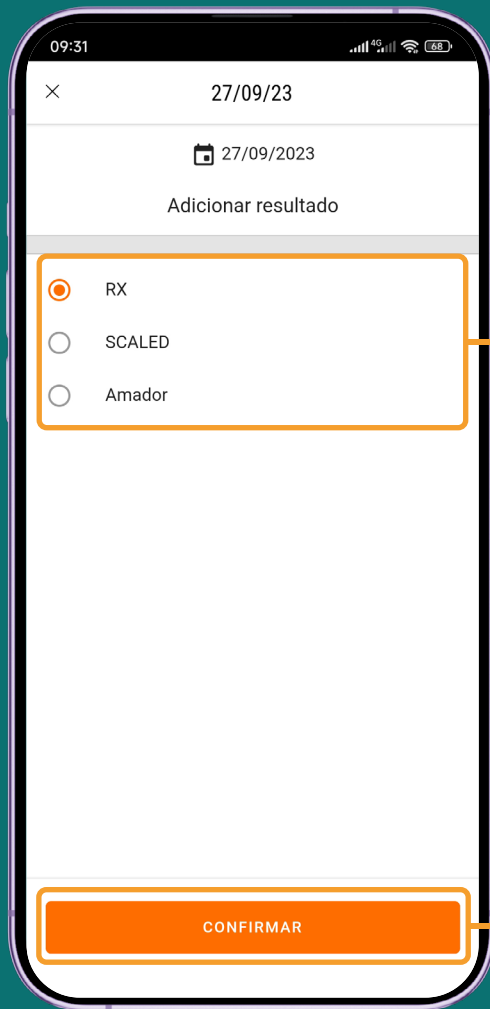 09:31 4G 68
27/09/23
27/09/2023
Adicionar resultado
RX
SCALED
Amador
CONFIRMAR